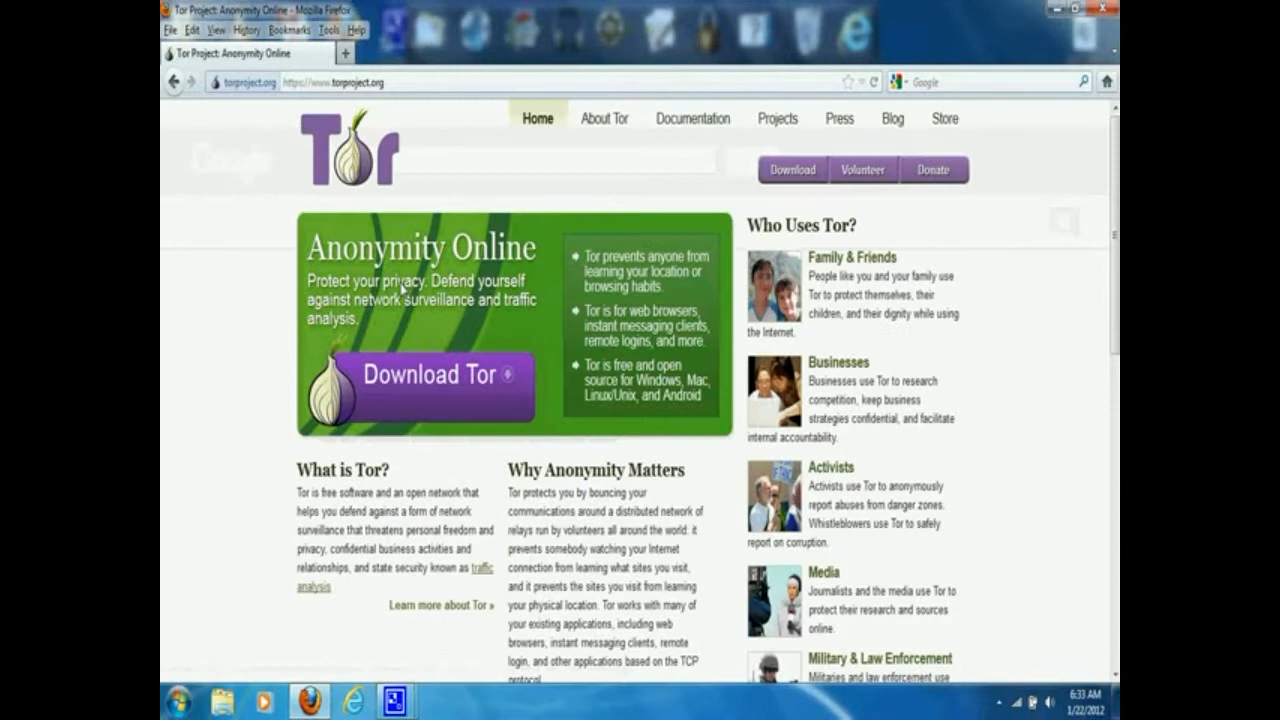 Tor Project: Anonymity Online - Mozilla Firefox
File Edit View History Bookmarks Tools Help
Tor Project: Anonymity Online
torproject.org https://www.torproject.org
Google
Tor
Home About Tor Documentation Projects Press Blog Store
Download Volunteer Donate
Anonymity Online
Protect your privacy. Defend yourself
against network surveillance and traffic
analysis.
Download Tor
Tor prevents anyone from
learning your location or
browsing habits.
Tor is for web browsers,
instant messaging clients,
remote logins, and more.
Tor is free and open
source for Windows, Mac,
Linux/Unix, and Android
What is Tor?
Tor is free software and an open network that
helps you defend against a form of network
surveillance that threatens personal freedom and
privacy, confidential business activities and
relationships, and state security known as traffic
analysis
Learn more about Tor »
Why Anonymity Matters
Tor protects you by bouncing your
communications around a distributed network of
relays run by volunteers all around the world: it
prevents somebody watching your Internet
connection from learning what sites you visit,
and it prevents the sites you visit from learning
your physical location. Tor works with many of
your existing applications, including web
browsers, instant messaging clients, remote
login, and other applications based on the TCP
protocol.
Who Uses Tor?
Family & Friends
People like you and your family use
Tor to protect themselves, their
children, and their dignity while using
the Internet.
Businesses
Businesses use Tor to research
competition, keep business
strategies confidential, and facilitate
internal accountability.
Activists
Activists use Tor to anonymously
report abuses from danger zones.
Whistleblowers use Tor to safely
report on corruption.
Media
Journalists and the media use Tor to
protect their research and sources
online.
Military & Law Enforcement
Militaries and law enforcement use
6:33 AM
1/22/2012